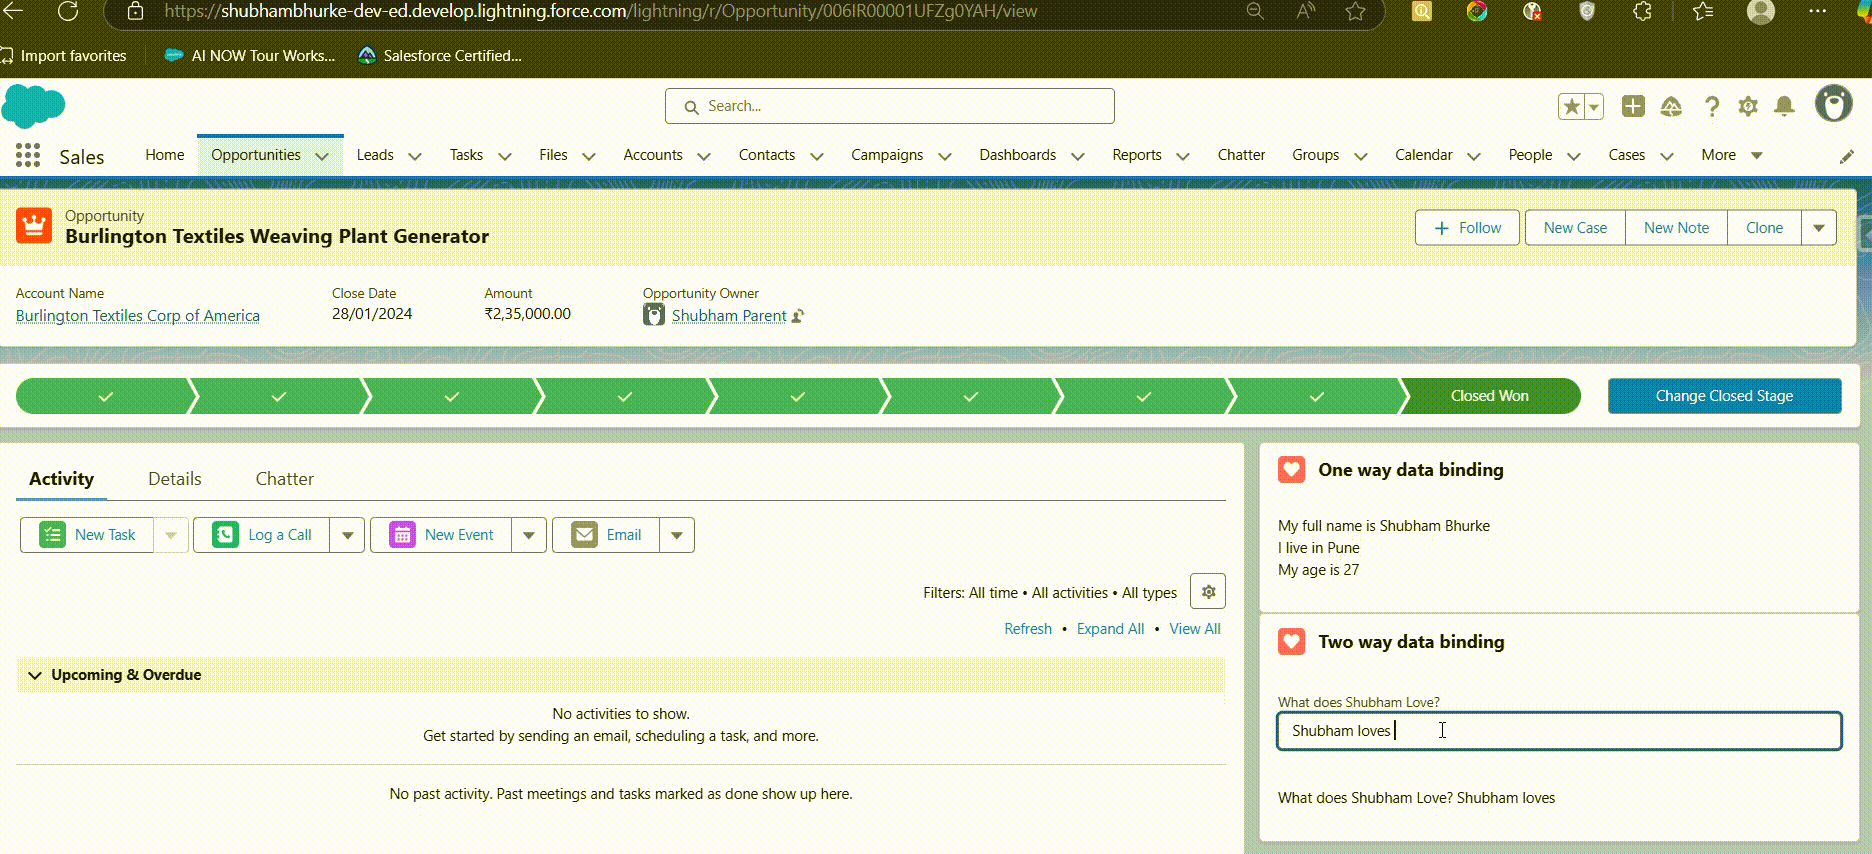 https://shubhambhurke-dev-ed.develop.lightning.force.com/lightning/r/Opportunity/006IR00001UFZg0YAH/view
Import favorites AI NOW Tour Works... Salesforce Certified...
Search...
Sales Home Opportunities Leads Tasks Files Accounts Contacts Campaigns Dashboards Reports Chatter Groups Calendar People Cases More
Opportunity
Burlington Textiles Weaving Plant Generator
Follow New Case New Note Clone
Account Name Close Date Amount Opportunity Owner
Burlington Textiles Corp of America 28/01/2024 ₹2,35,000.00 Shubham Parent
Closed Won Change Closed Stage
Activity Details Chatter
New Task Log a Call New Event Email
Filters: All time • All activities • All types
Refresh • Expand All • View All
Upcoming & Overdue
No activities to show.
Get started by sending an email, scheduling a task, and more.
No past activity. Past meetings and tasks marked as done show up here.
One way data binding
My full name is Shubham Bhurke
I live in Pune
My age is 27
Two way data binding
What does Shubham Love?
Shubham loves
What does Shubham Love? Shubham loves